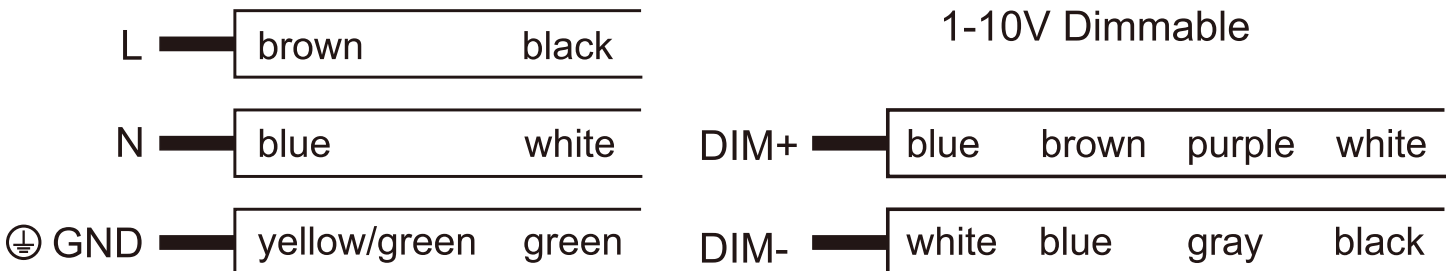 1-10V Dimmable
L brown black
N blue white
GND yellow/green green
DIM+ blue brown purple white
DIM- white blue gray black